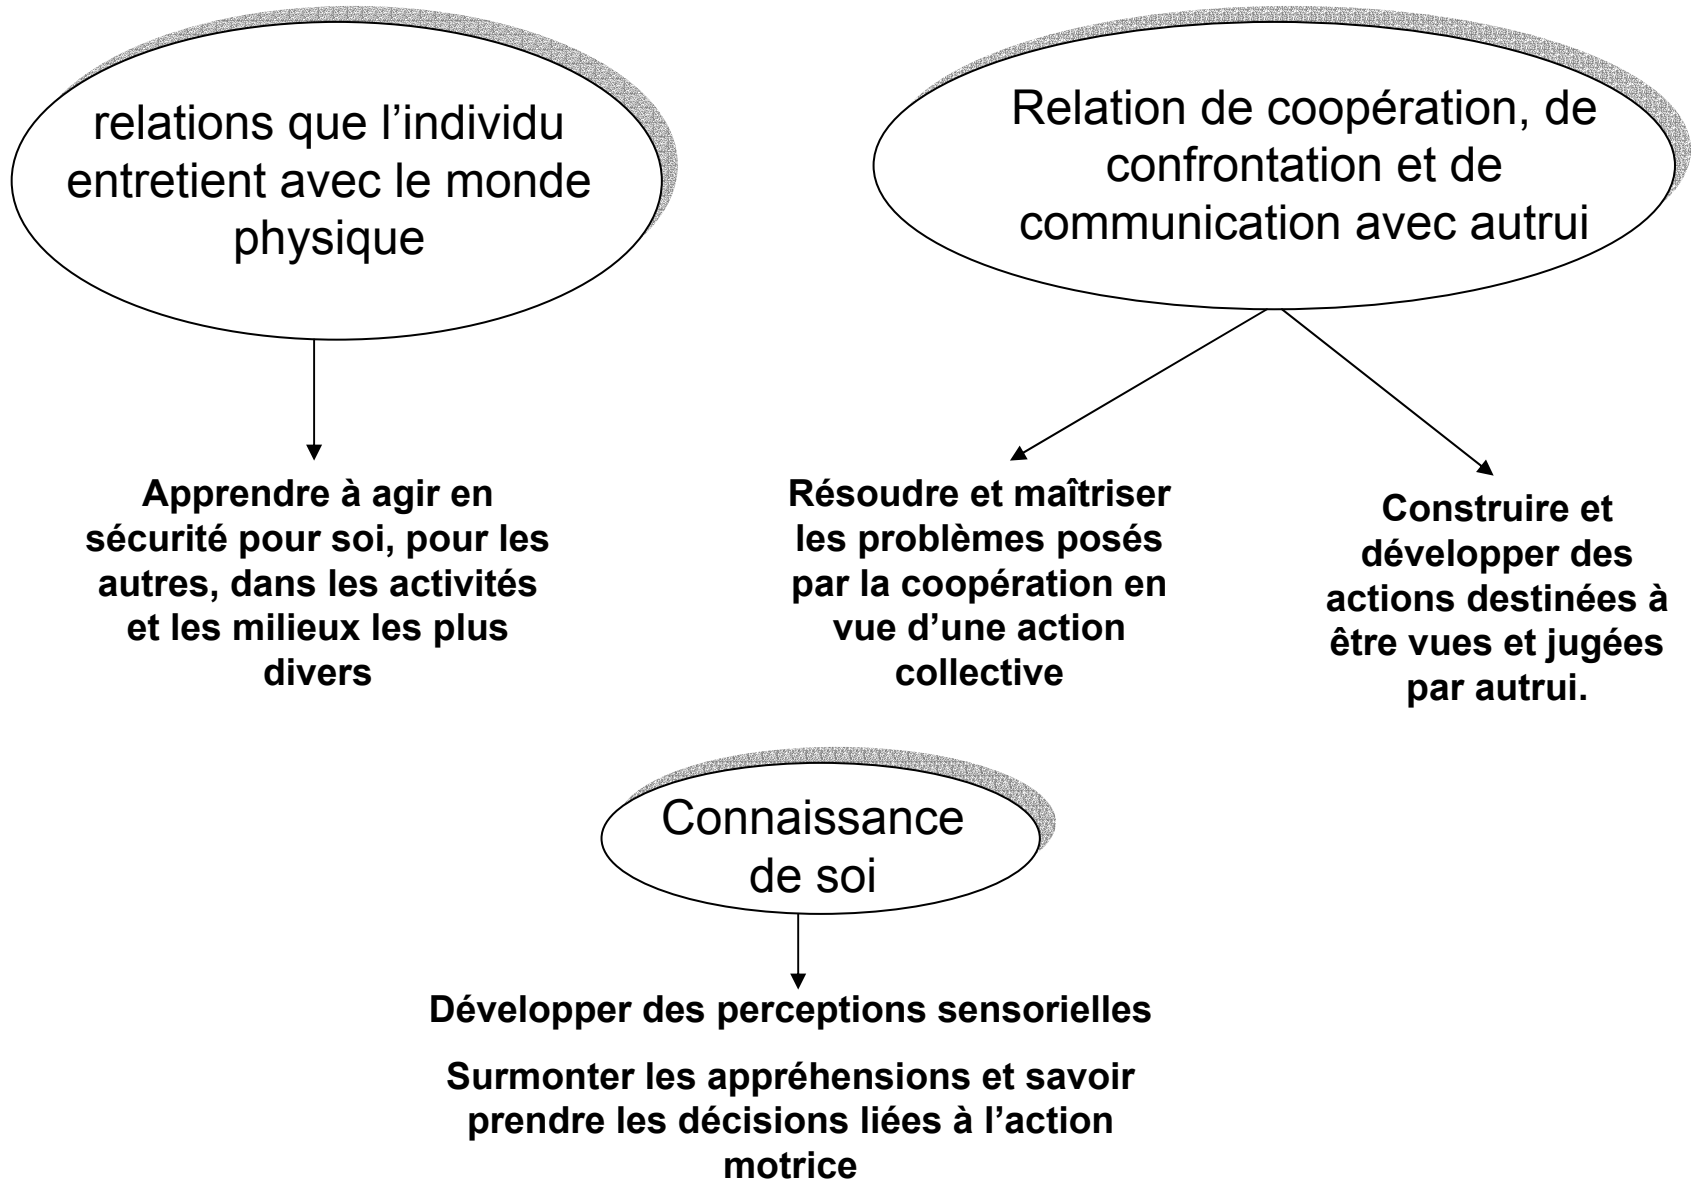 relations que l’individu
entretient avec le monde
physique
Relation de coopération, de
confrontation et de
communication avec autrui
Apprendre à agir en
sécurité pour soi, pour les
autres, dans les activités
et les milieux les plus
divers
Résoudre et maîtriser
les problèmes posés
par la coopération en
vue d’une action
collective
Construire et
développer des
actions destinées à
être vues et jugées
par autrui.
Connaissance
de soi
Développer des perceptions sensorielles
Surmonter les appréhensions et savoir
prendre les décisions liées à l’action
motrice